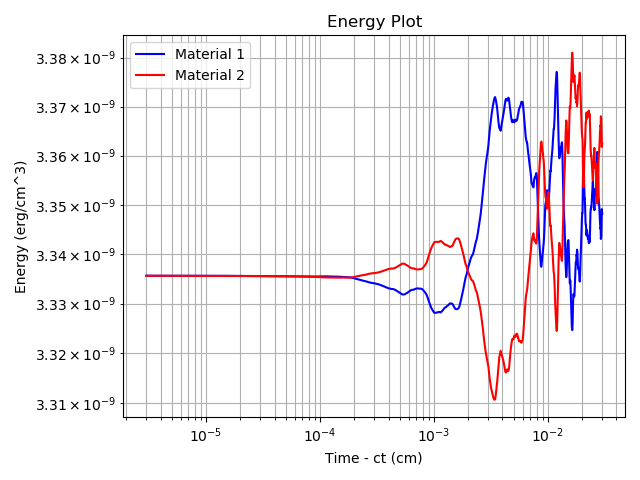 Energy Plot
Material 1
Material 2
Energy (erg/cm^3)
3.38 × 10⁻⁹
3.37 × 10⁻⁹
3.36 × 10⁻⁹
3.35 × 10⁻⁹
3.34 × 10⁻⁹
3.33 × 10⁻⁹
3.32 × 10⁻⁹
3.31 × 10⁻⁹
10⁻⁵ 10⁻⁴ 10⁻³ 10⁻²
Time - ct (cm)